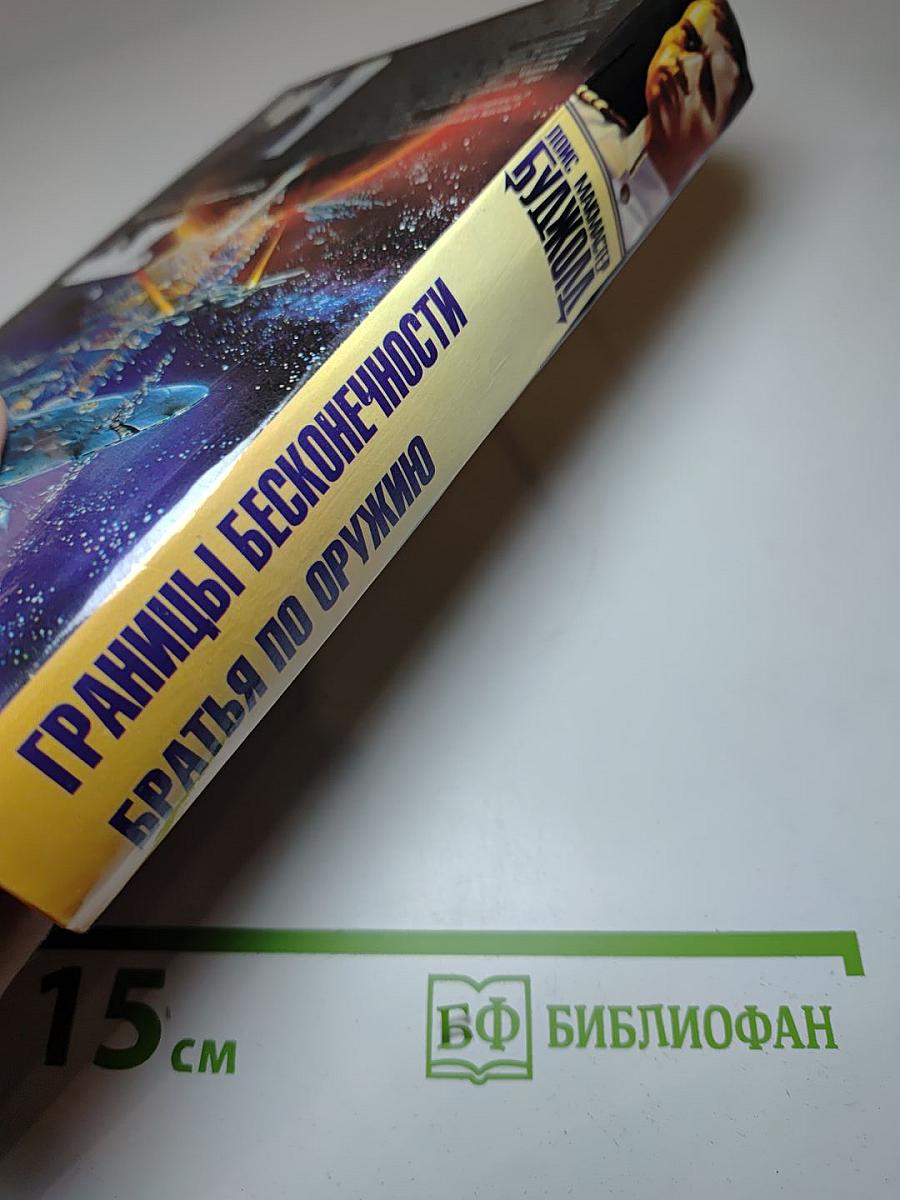 ЛОИС МАКМАСТЕР
БУДЖОЛД
ГРАНИЦЫ БЕСКОНЕЧНОСТИ
БРАТЬЯ ПО ОРУЖИЮ
15 см
БФ БИБЛИОФАН